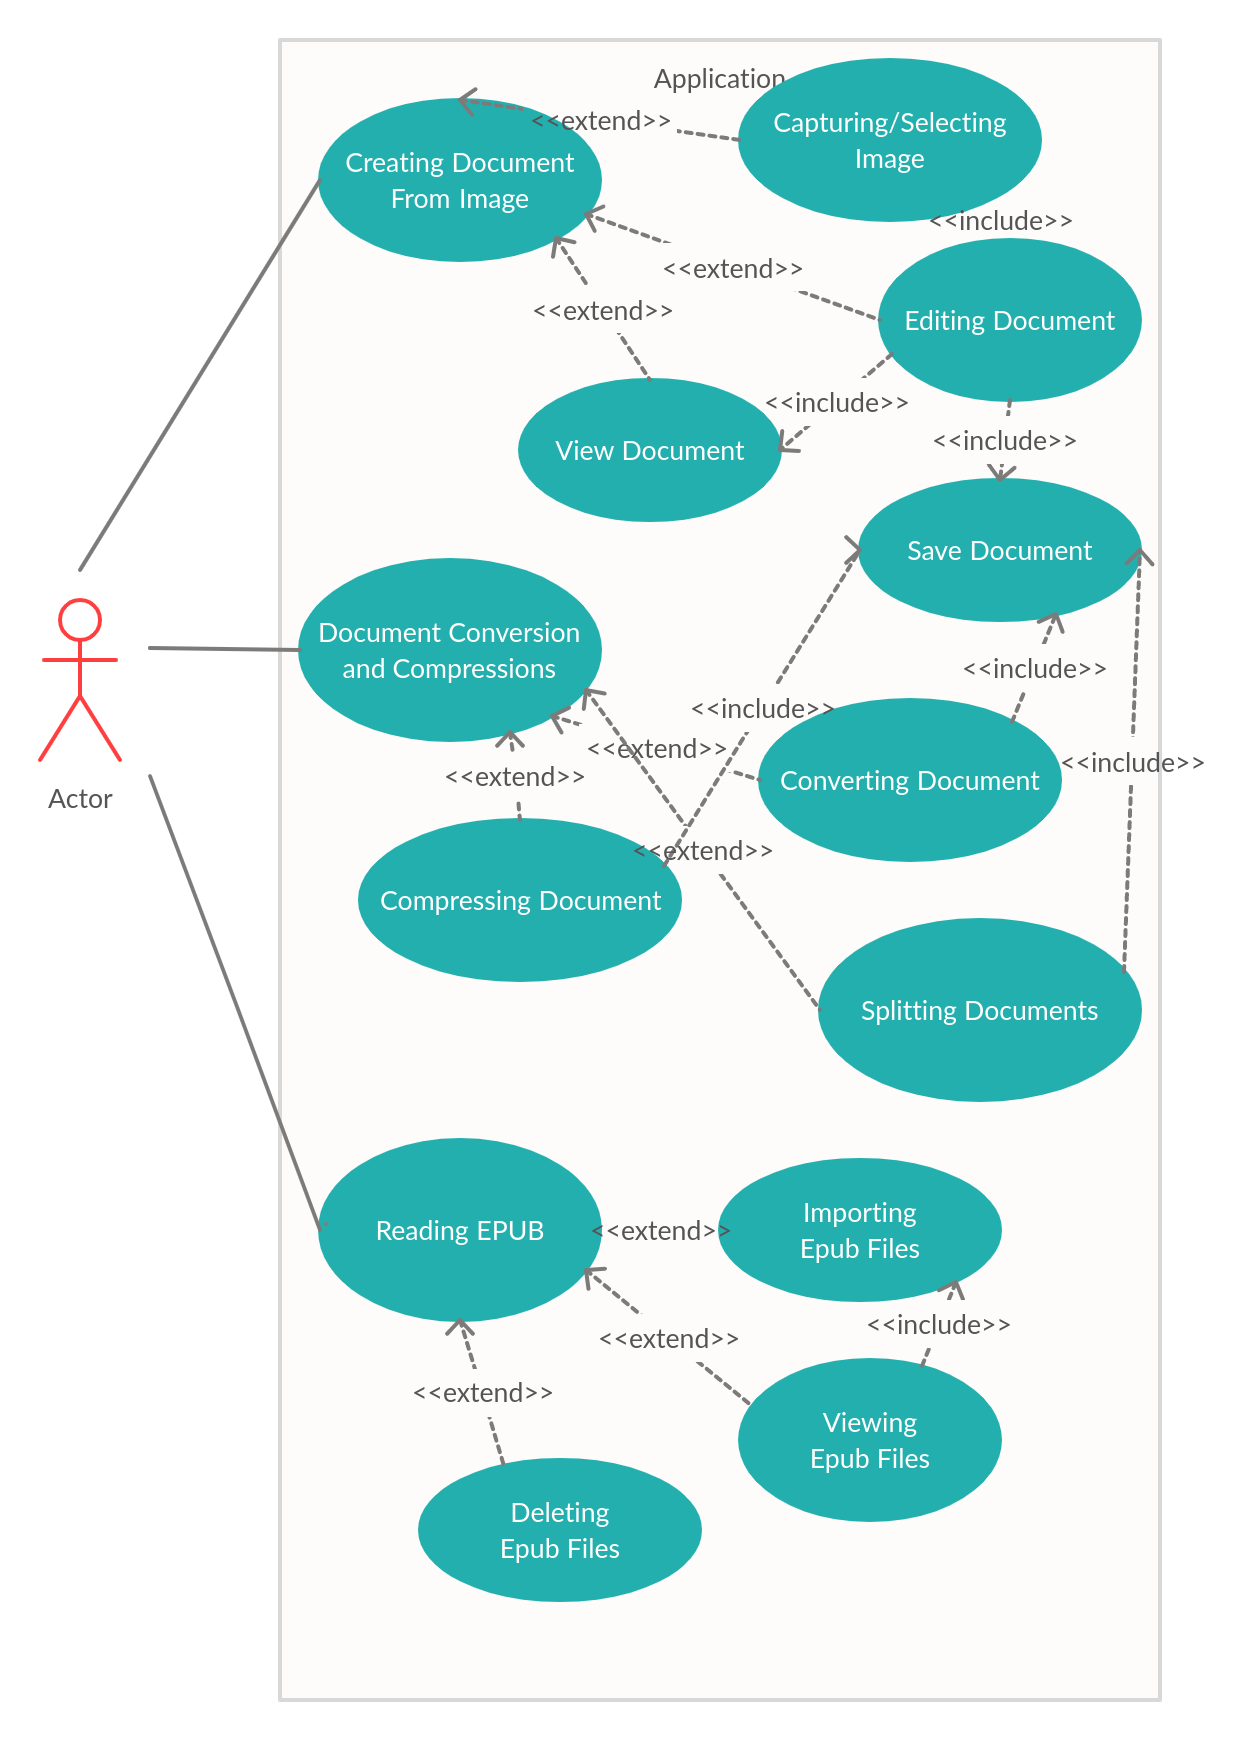 Application
Capturing/Selecting
Image
<<extend>>
Creating Document
From Image
<<include>>
<<extend>>
<<extend>>
Editing Document
<<include>>
<<include>>
View Document
Save Document
Document Conversion
and Compressions
<<include>>
<<include>>
<<extend>>
<<include>>
<<extend>>
Converting Document
Actor
<<extend>>
Compressing Document
Splitting Documents
Reading EPUB
<<extend>>
Importing
Epub Files
<<include>>
<<extend>>
<<extend>>
Viewing
Epub Files
Deleting
Epub Files